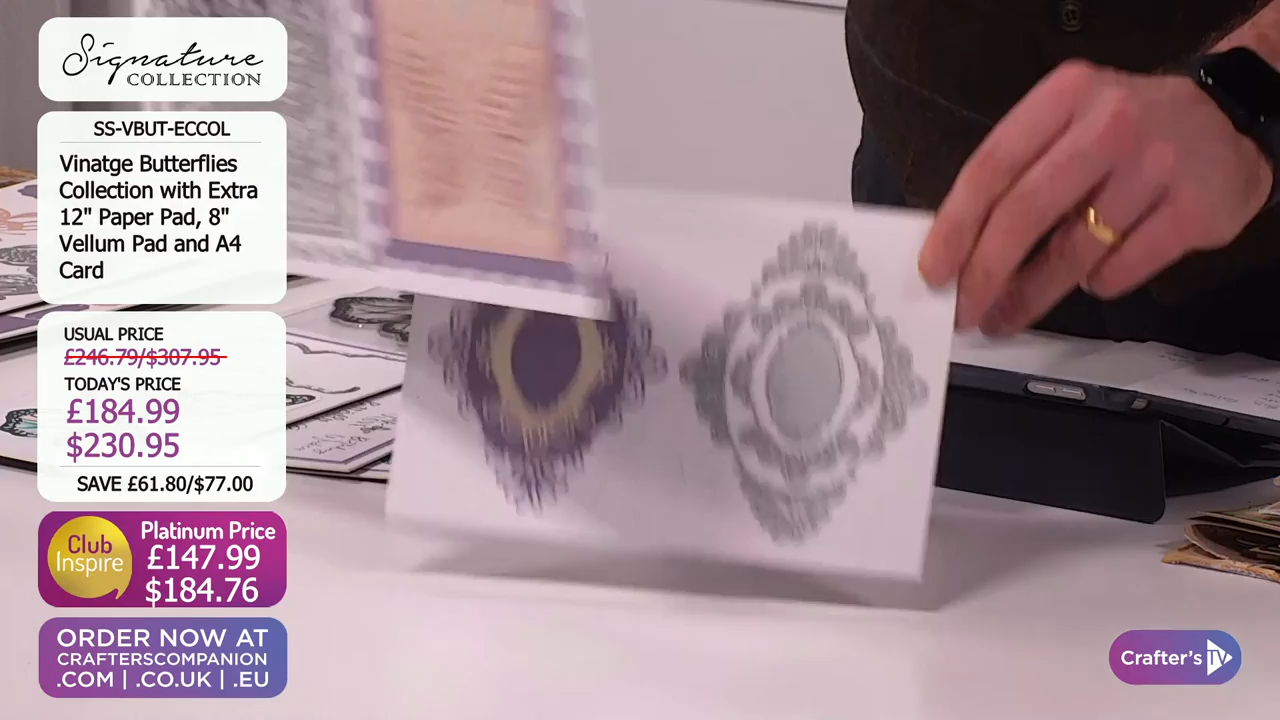 Signature
COLLECTION
SS-VBUT-ECCOL
Vinatge Butterflies
Collection with Extra
12" Paper Pad, 8"
Vellum Pad and A4
Card
USUAL PRICE
£246.79/$307.95
TODAY'S PRICE
£184.99
$230.95
SAVE £61.80/$77.00
Club
Inspire
Platinum Price
£147.99
$184.76
ORDER NOW AT
CRAFTERSCOMPANION
.COM | .CO.UK | .EU
Crafter's TV